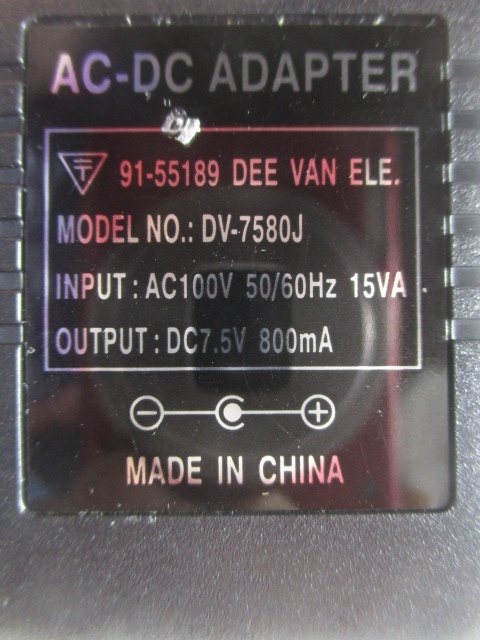 AC-DC ADAPTER
91-55189 DEE VAN ELE.
MODEL NO.: DV-7580J
INPUT : AC100V 50/60Hz 15VA
OUTPUT : DC7.5V 800mA
MADE IN CHINA